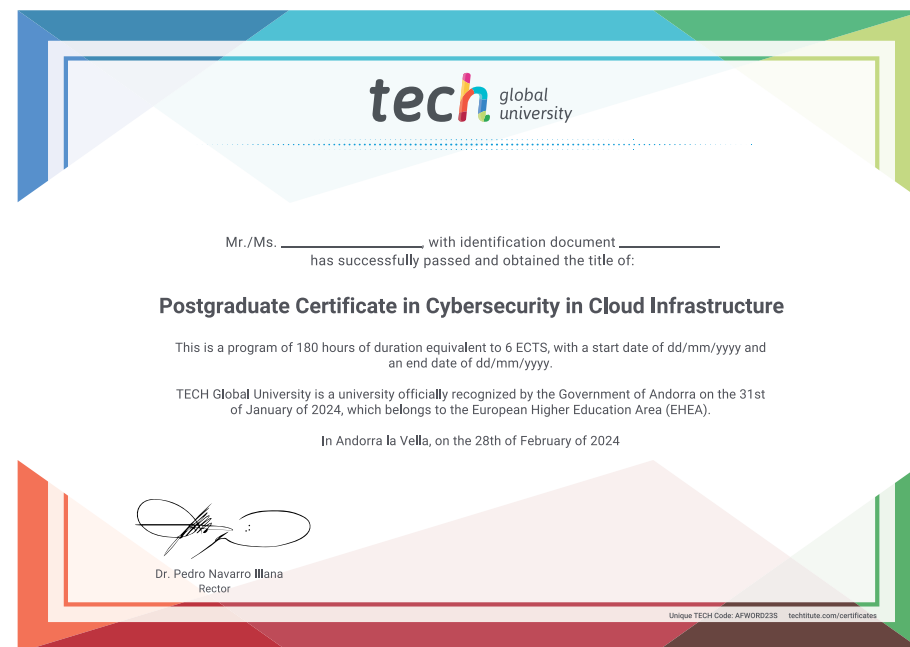 tech global
university
Mr./Ms. ____________________, with identification document ______________
has successfully passed and obtained the title of:
Postgraduate Certificate in Cybersecurity in Cloud Infrastructure
This is a program of 180 hours of duration equivalent to 6 ECTS, with a start date of dd/mm/yyyy and
an end date of dd/mm/yyyy.
TECH Global University is a university officially recognized by the Government of Andorra on the 31st
of January of 2024, which belongs to the European Higher Education Area (EHEA).
In Andorra la Vella, on the 28th of February of 2024
Dr. Pedro Navarro Illana
Rector
Unique TECH Code: AFWORD23S techtitute.com/certificates